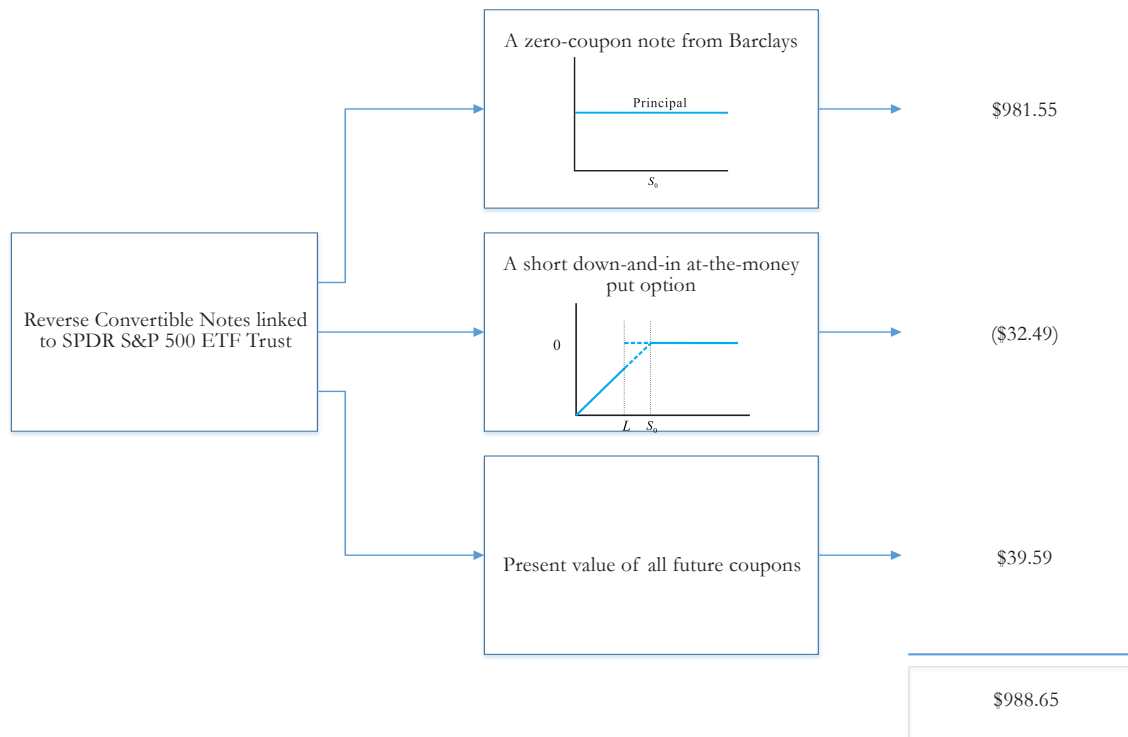 A zero-coupon note from Barclays
Principal
S₀
$981.55
Reverse Convertible Notes linked
to SPDR S&P 500 ETF Trust
A short down-and-in at-the-money
put option
0
L S₀
($32.49)
Present value of all future coupons
$39.59
$988.65